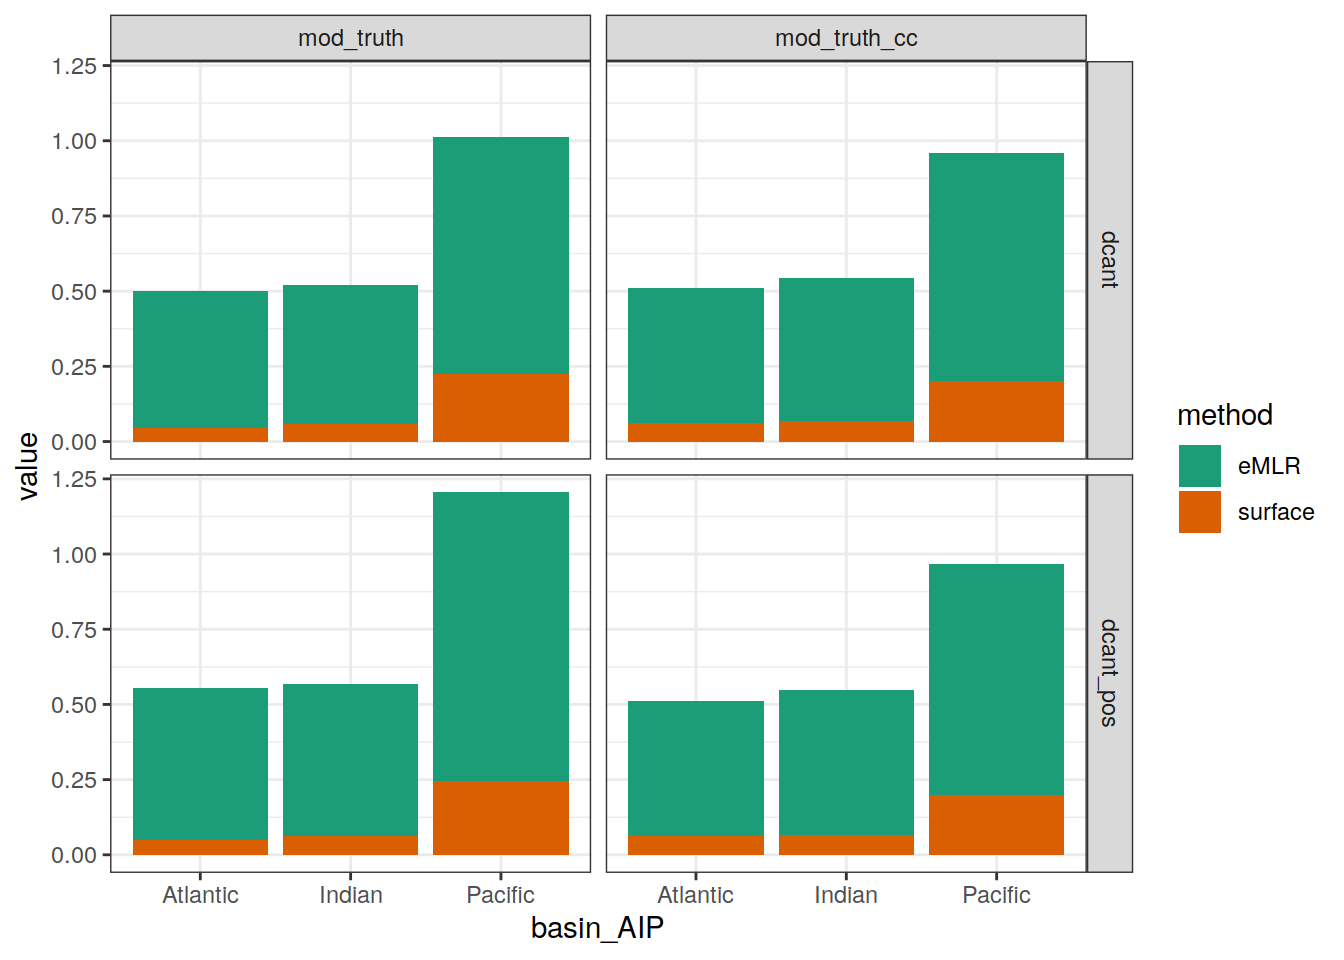 mod_truth
mod_truth_cc
1.25
1.00
0.75
0.50
0.25
0.00
dcant
1.25
1.00
0.75
0.50
0.25
0.00
dcant_pos
value
Atlantic
Indian
Pacific
Atlantic
Indian
Pacific
basin_AIP
method
eMLR
surface